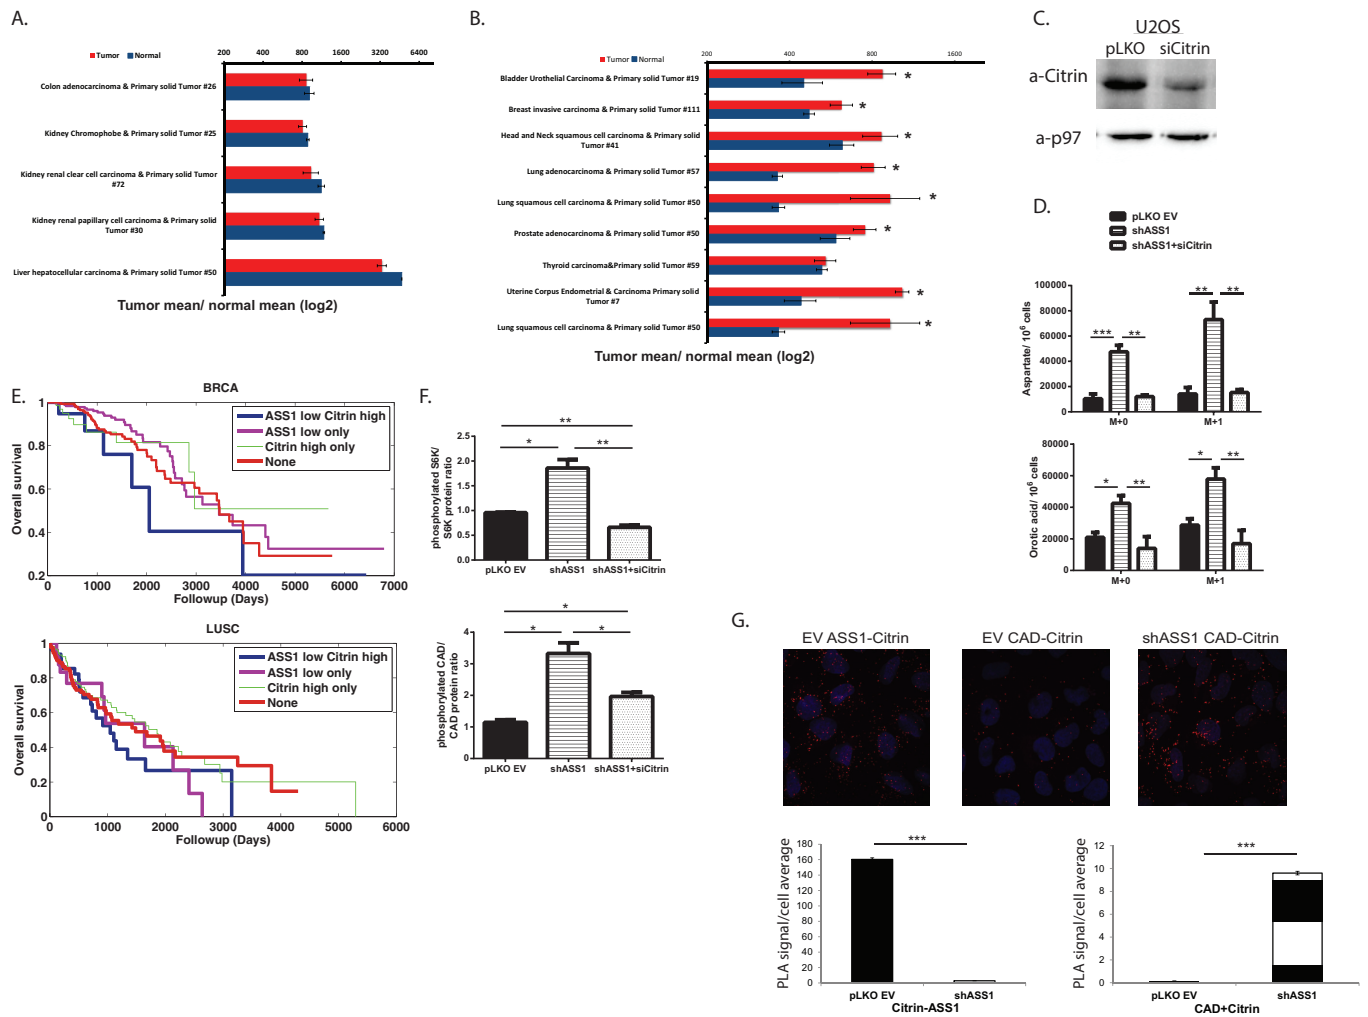 A.
200 400 800 1600 3200 6400
Tumor Normal
Colon adenocarcinoma & Primary solid Tumor #26
Kidney Chromophobe & Primary solid Tumor #25
Kidney renal clear cell carcinoma & Primary solid Tumor
#72
Kidney renal papillary cell carcinoma & Primary solid
Tumor #30
Liver hepatocellular carcinoma & Primary solid Tumor #50
Tumor mean/ normal mean (log2)
B.
200 400 800 1600
Tumor Normal
Bladder Urothelial Carcinoma & Primary solid Tumor #19
*
Breast invasive carcinoma & Primary solid Tumor #111
*
Head and Neck squamous cell carcinoma & Primary solid
Tumor #41
*
Lung adenocarcinoma & Primary solid Tumor #57
*
Lung squamous cell carcinoma & Primary solid Tumor #50
*
Prostate adenocarcinoma & Primary solid Tumor #50
*
Thyroid carcinoma&Primary solid Tumor #59
Uterine Corpus Endometrial & Carcinoma Primary solid
Tumor #7
*
Lung squamous cell carcinoma & Primary solid Tumor #50
*
Tumor mean/ normal mean (log2)
C.
U2OS
pLKO siCitrin
a-Citrin
a-p97
D.
pLKO EV
shASS1
shASS1+siCitrin
Aspartate/ 10⁶ cells
100000
80000
60000
40000
20000
0
*** ** ** **
M+0 M+1
Orotic acid/ 10⁶ cells
80000
60000
40000
20000
0
* ** * **
M+0 M+1
E.
BRCA
Overall survival
1
0.8
0.6
0.4
0.2
ASS1 low Citrin high
ASS1 low only
Citrin high only
None
0 1000 2000 3000 4000 5000 6000 7000
Followup (Days)
LUSC
Overall survival
1
0.8
0.6
0.4
0.2
0
ASS1 low Citrin high
ASS1 low only
Citrin high only
None
0 1000 2000 3000 4000 5000 6000
Followup (Days)
F.
phosphorylated S6K/
S6K protein ratio
2.5
2.0
1.5
1.0
0.5
0.0
**
* **
pLKO EV shASS1 shASS1+siCitrin
phosphorylated CAD/
CAD protein ratio
4
3
2
1
0
*
* *
pLKO EV shASS1 shASS1+siCitrin
G.
EV ASS1-Citrin EV CAD-Citrin shASS1 CAD-Citrin
PLA signal/cell average
180
160
140
120
100
80
60
40
20
0
***
pLKO EV shASS1
Citrin-ASS1
PLA signal/cell average
12
10
8
6
4
2
0
***
pLKO EV shASS1
CAD+Citrin